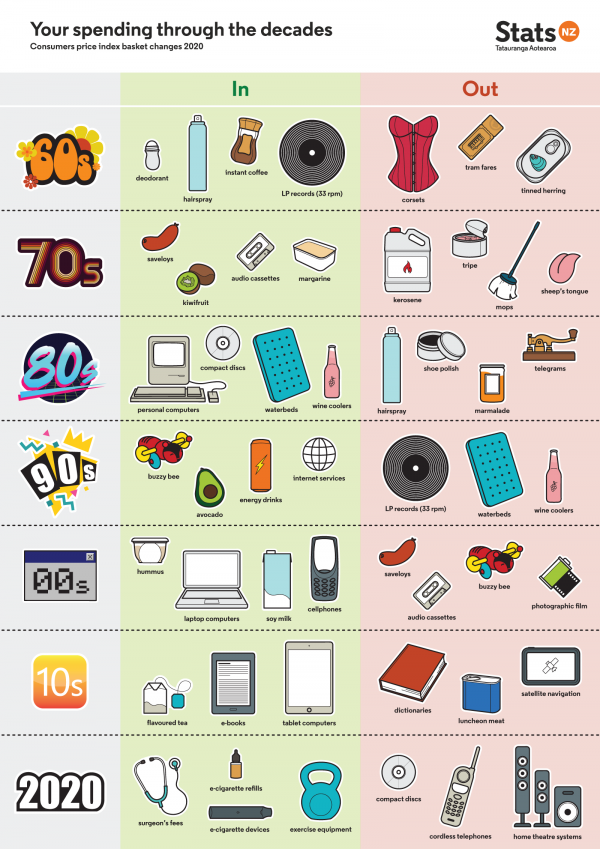 Your spending through the decades
Consumers price index basket changes 2020
Stats NZ
Tatauranga Aotearoa
In
Out
60s
deodorant
hairspray
instant coffee
LP records (33 rpm)
corsets
tram fares
tinned herring
70s
saveloys
kiwifruit
audio cassettes
margarine
kerosene
tripe
mops
sheep's tongue
80s
personal computers
compact discs
waterbeds
wine coolers
hairspray
shoe polish
marmalade
telegrams
90s
buzzy bee
avocado
energy drinks
internet services
LP records (33 rpm)
waterbeds
wine coolers
00s
hummus
laptop computers
soy milk
cellphones
saveloys
audio cassettes
buzzy bee
photographic film
10s
flavoured tea
e-books
tablet computers
dictionaries
luncheon meat
satellite navigation
2020
surgeon's fees
e-cigarette refills
e-cigarette devices
exercise equipment
compact discs
cordless telephones
home theatre systems